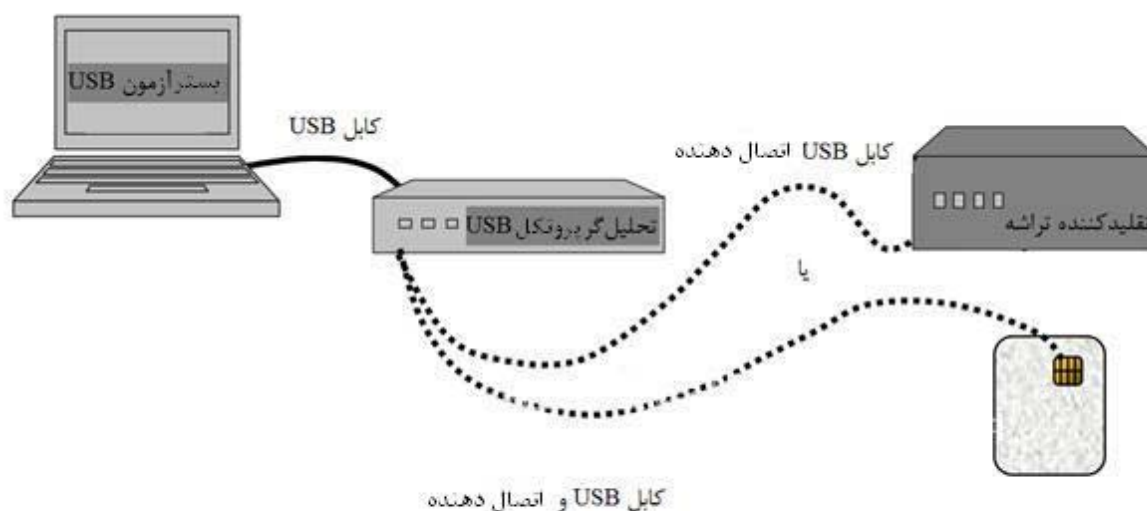 بستر آزمون USB
کابل USB
کابل USB اتصال دهنده
تحلیل‌گر پروتکل USB
تقلیدکننده تراشه
یا
کابل USB و اتصال دهنده